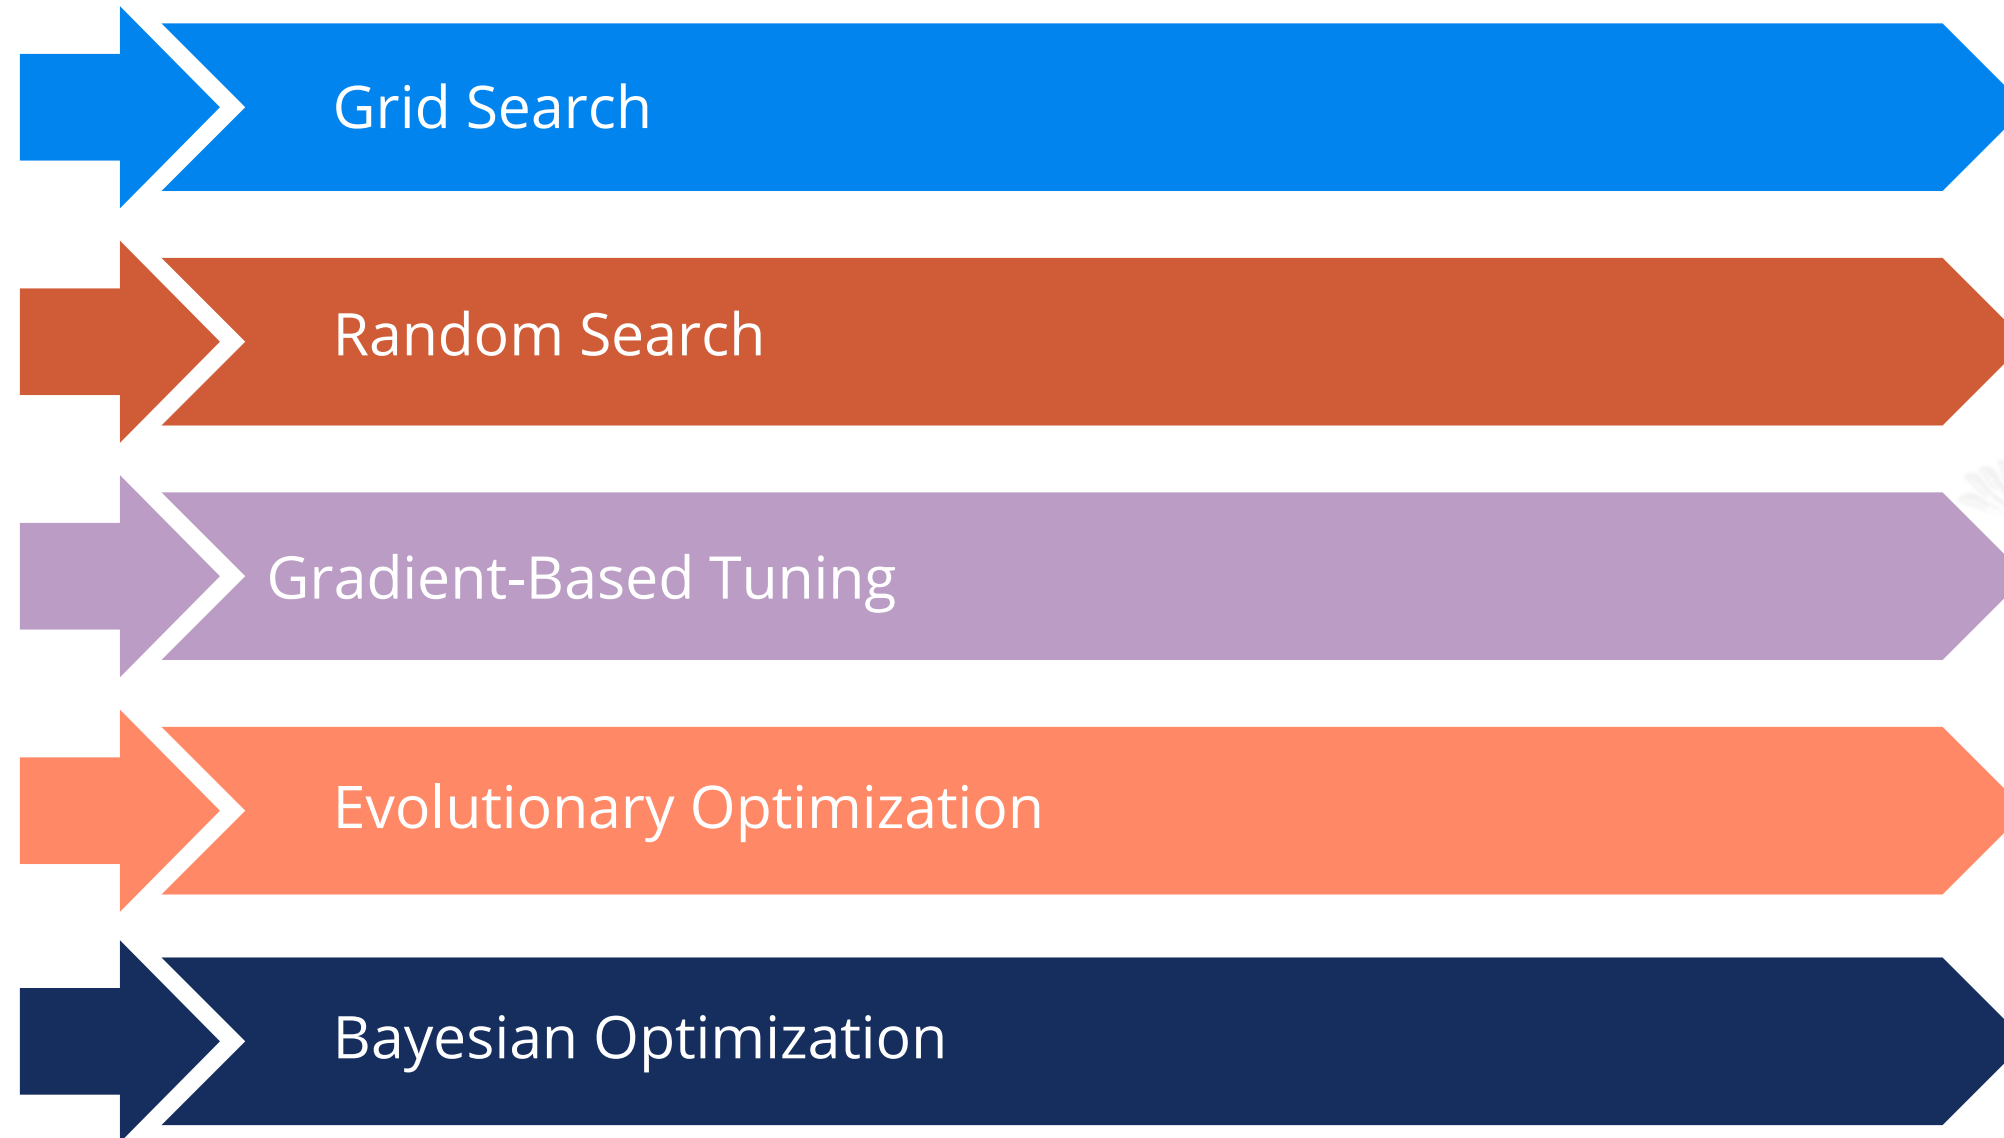 Grid Search
Random Search
Gradient-Based Tuning
Evolutionary Optimization
Bayesian Optimization